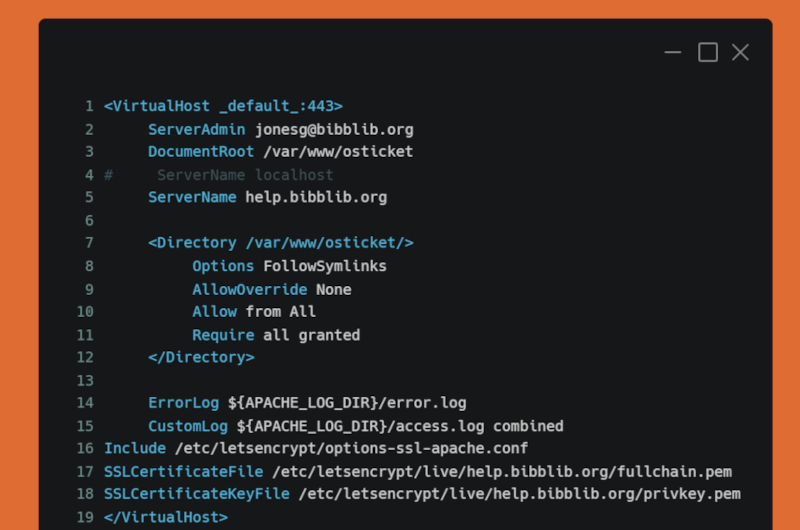 1 <VirtualHost _default_:443>
2 ServerAdmin jonesg@bibblib.org
3 DocumentRoot /var/www/osticket
4 # ServerName localhost
5 ServerName help.bibblib.org
6
7 <Directory /var/www/osticket/>
8 Options FollowSymlinks
9 AllowOverride None
10 Allow from All
11 Require all granted
12 </Directory>
13
14 ErrorLog ${APACHE_LOG_DIR}/error.log
15 CustomLog ${APACHE_LOG_DIR}/access.log combined
16 Include /etc/letsencrypt/options-ssl-apache.conf
17 SSLCertificateFile /etc/letsencrypt/live/help.bibblib.org/fullchain.pem
18 SSLCertificateKeyFile /etc/letsencrypt/live/help.bibblib.org/privkey.pem
19 </VirtualHost>